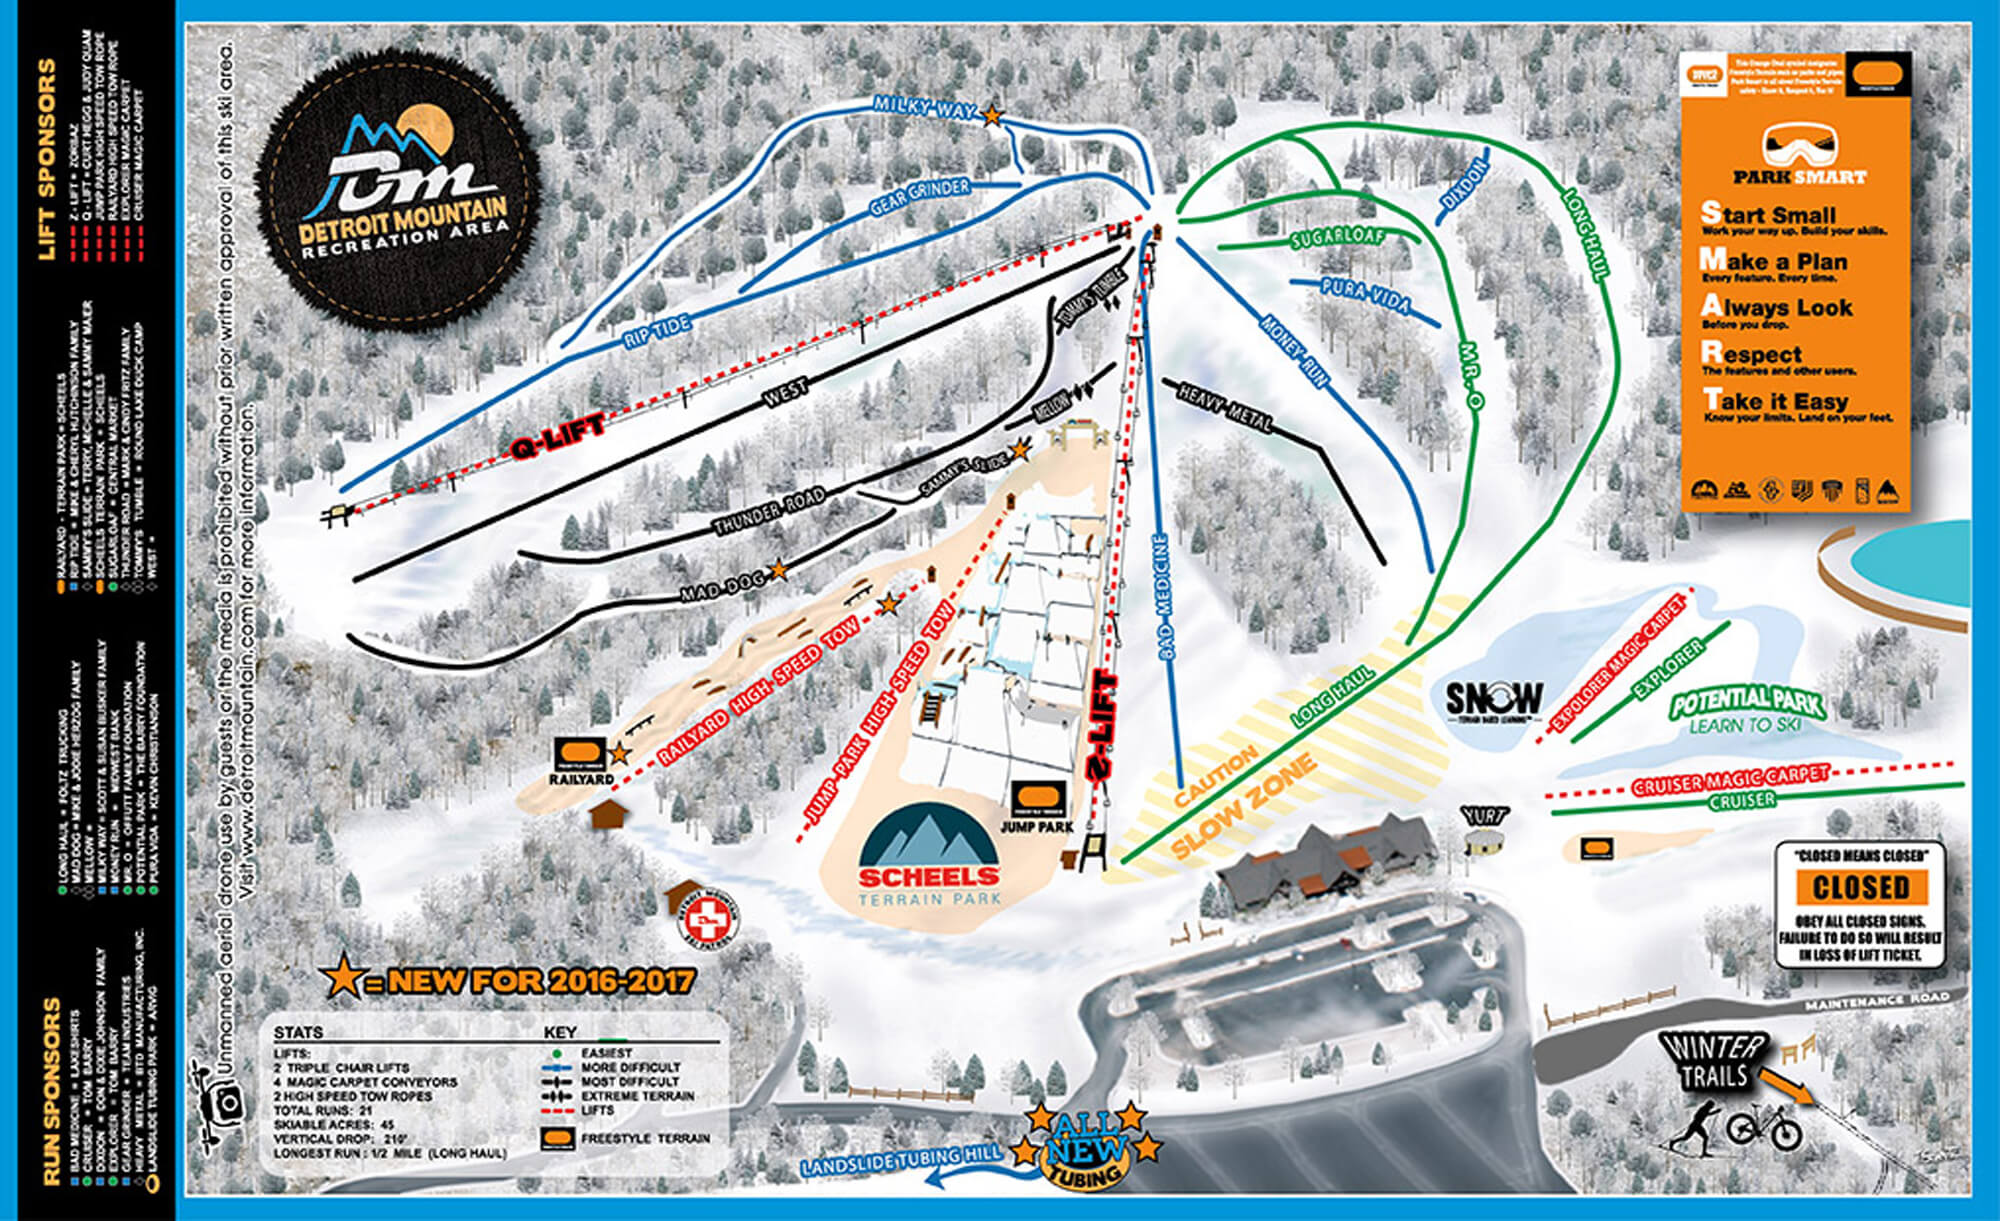 LIFT SPONSORS
Z - LIFT • ZORBAZ
Q - LIFT • CURT HEGG & JUDY QUAM
JUMP PARK HIGH SPEED TOW ROPE
RAILYARD HIGH SPEED TOW ROPE
EXPLORER MAGIC CARPET
CRUISER MAGIC CARPET
RAILYARD - TERRAIN PARK • SCHEELS
RIP TIDE • MIKE & CHERYL HUTCHINSON FAMILY
SAMMY'S SLIDE • TERRY, MICHELLE & SAMMY MAIER
SCHEELS TERRAIN PARK • SCHEELS
SUGARLOAF • CENTRAL MARKET
THUNDER ROAD • MARK & CINDY FRITZ FAMILY
TOMMY'S TUMBLE • ROUND LAKE DUCK CAMP
WEST •
LONG HAUL • FOLTZ TRUCKING
MAD DOG • MIKE & JODIE HERZOG FAMILY
MELLOW •
MILKY WAY • SCOTT & SUSAN BUSKER FAMILY
MONEY RUN • MIDWEST BANK
MR. O • OFFUTT FAMILY FOUNDATION
POTENTIAL PARK • THE BARRY FOUNDATION
PURA VIDA • KEVIN CHRISTIANSON
RUN SPONSORS
BAD MEDICINE • LAKESHIRTS
CRUISER • TOM BARRY
DIXDON • CON & DIXIE JOHNSON FAMILY
EXPLORER • TOM BARRY
GEAR GRINDER • TEAM INDUSTRIES
HEAVY METAL • BTD MANUFACTURING, INC.
LANDSLIDE TUBING PARK • ARVIG
Unmanned aerial drone use by guests or the media is prohibited without prior written approval of this ski area.
Visit www.detroitmountain.com for more information.
Dm
DETROIT MOUNTAIN
RECREATION AREA
MILKY WAY
GEAR GRINDER
RIP TIDE
Q-LIFT
WEST
TOMMY'S TUMBLE
MELLOW
SAMMY'S SLIDE
THUNDER ROAD
MAD DOG
RAILYARD HIGH SPEED TOW
JUMP PARK HIGH SPEED TOW
RAILYARD
Z-LIFT
BAD MEDICINE
HEAVY METAL
MONEY RUN
PURA VIDA
SUGARLOAF
DIXDON
LONG HAUL
MR. O
LONG HAUL
CAUTION
SLOW ZONE
JUMP PARK
SCHEELS
TERRAIN PARK
SNOW
TERRAIN BASED LEARNING
EXPOLORER MAGIC CARPET
EXPLORER
POTENTIAL PARK
LEARN TO SKI
CRUISER MAGIC CARPET
CRUISER
YURT
PARK SMART
Start Small
Work your way up. Build your skills.
Make a Plan
Every feature. Every time.
Always Look
Before you drop.
Respect
The features and other users.
Take it Easy
Know your limits. Land on your feet.
"CLOSED MEANS CLOSED"
CLOSED
OBEY ALL CLOSED SIGNS.
FAILURE TO DO SO WILL RESULT
IN LOSS OF LIFT TICKET.
MAINTENANCE ROAD
WINTER
TRAILS
DETROIT MOUNTAIN
SKI PATROL
= NEW FOR 2016-2017
STATS
LIFTS:
2 TRIPLE CHAIR LIFTS
4 MAGIC CARPET CONVEYORS
2 HIGH SPEED TOW ROPES
TOTAL RUNS: 21
SKIABLE ACRES: 45
VERTICAL DROP: 210'
LONGEST RUN : 1/2 MILE (LONG HAUL)
KEY
EASIEST
MORE DIFFICULT
MOST DIFFICULT
EXTREME TERRAIN
LIFTS
FREESTYLE TERRAIN
LANDSLIDE TUBING HILL
ALL
NEW
TUBING